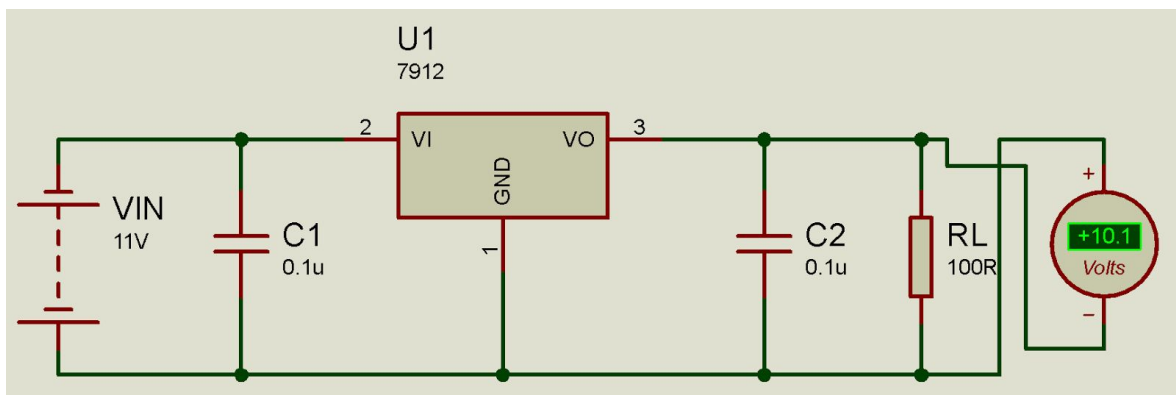 U1
7912
2
VI
VO
3
GND
1
VIN
11V
C1
0.1u
C2
0.1u
RL
100R
+
+10.1
Volts
−